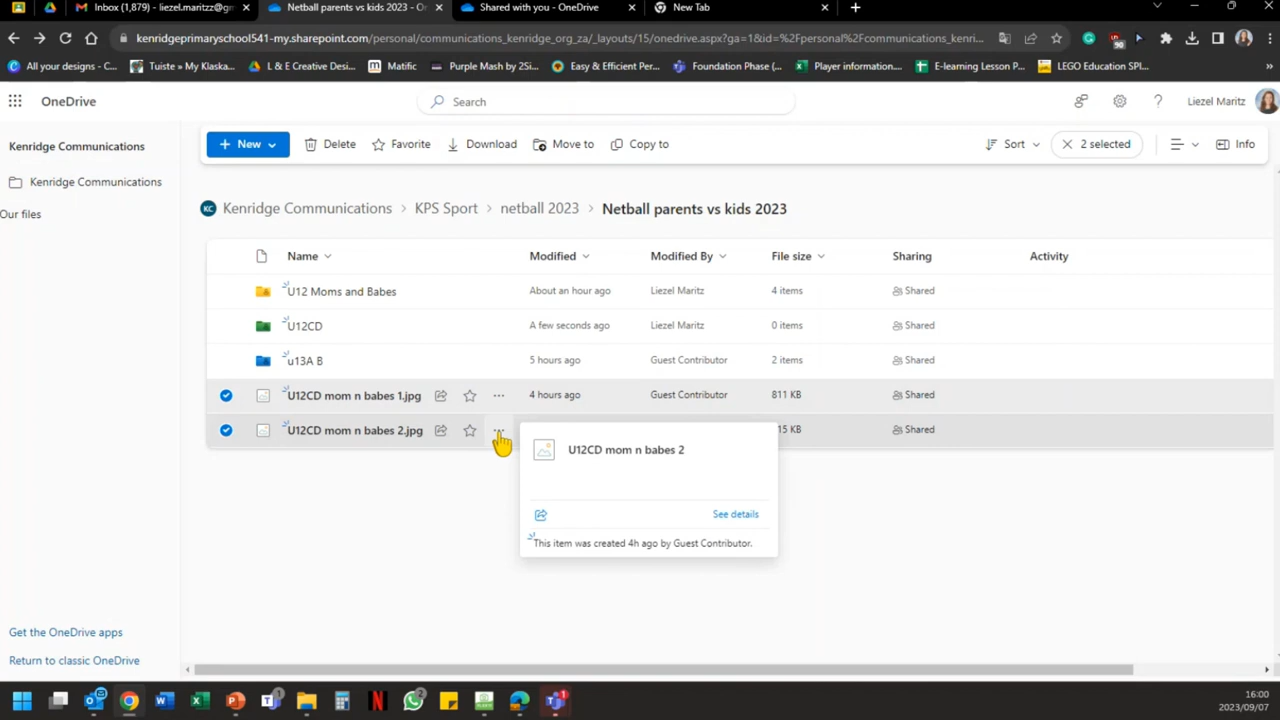 Inbox (1,879) - liezel.maritzz@gm
Netball parents vs kids 2023 - On
Shared with you - OneDrive
New Tab
kenridgeprimaryschool541-my.sharepoint.com/personal/communications_kenridge_org_za/_layouts/15/onedrive.aspx?ga=1&id=%2Fpersonal%2Fcommunications_kenri...
90
All your designs - C...
Tuiste » My Klaska...
L & E Creative Desi...
Matific
Purple Mash by 2Si...
Easy & Efficient Per...
Foundation Phase (...
Player information....
E-learning Lesson P...
LEGO Education SPI...
»
OneDrive
Search
Liezel Maritz
Kenridge Communications
Kenridge Communications
Our files
New
Delete
Favorite
Download
Move to
Copy to
Sort
2 selected
Info
KC Kenridge Communications > KPS Sport > netball 2023 > Netball parents vs kids 2023
Name Modified Modified By File size Sharing Activity
U12 Moms and Babes About an hour ago Liezel Maritz 4 items Shared
U12CD A few seconds ago Liezel Maritz 0 items Shared
u13A B 5 hours ago Guest Contributor 2 items Shared
U12CD mom n babes 1.jpg ... 4 hours ago Guest Contributor 811 KB Shared
U12CD mom n babes 2.jpg ... 15 KB Shared
U12CD mom n babes 2
See details
This item was created 4h ago by Guest Contributor.
Get the OneDrive apps
Return to classic OneDrive
16:00
2023/09/07